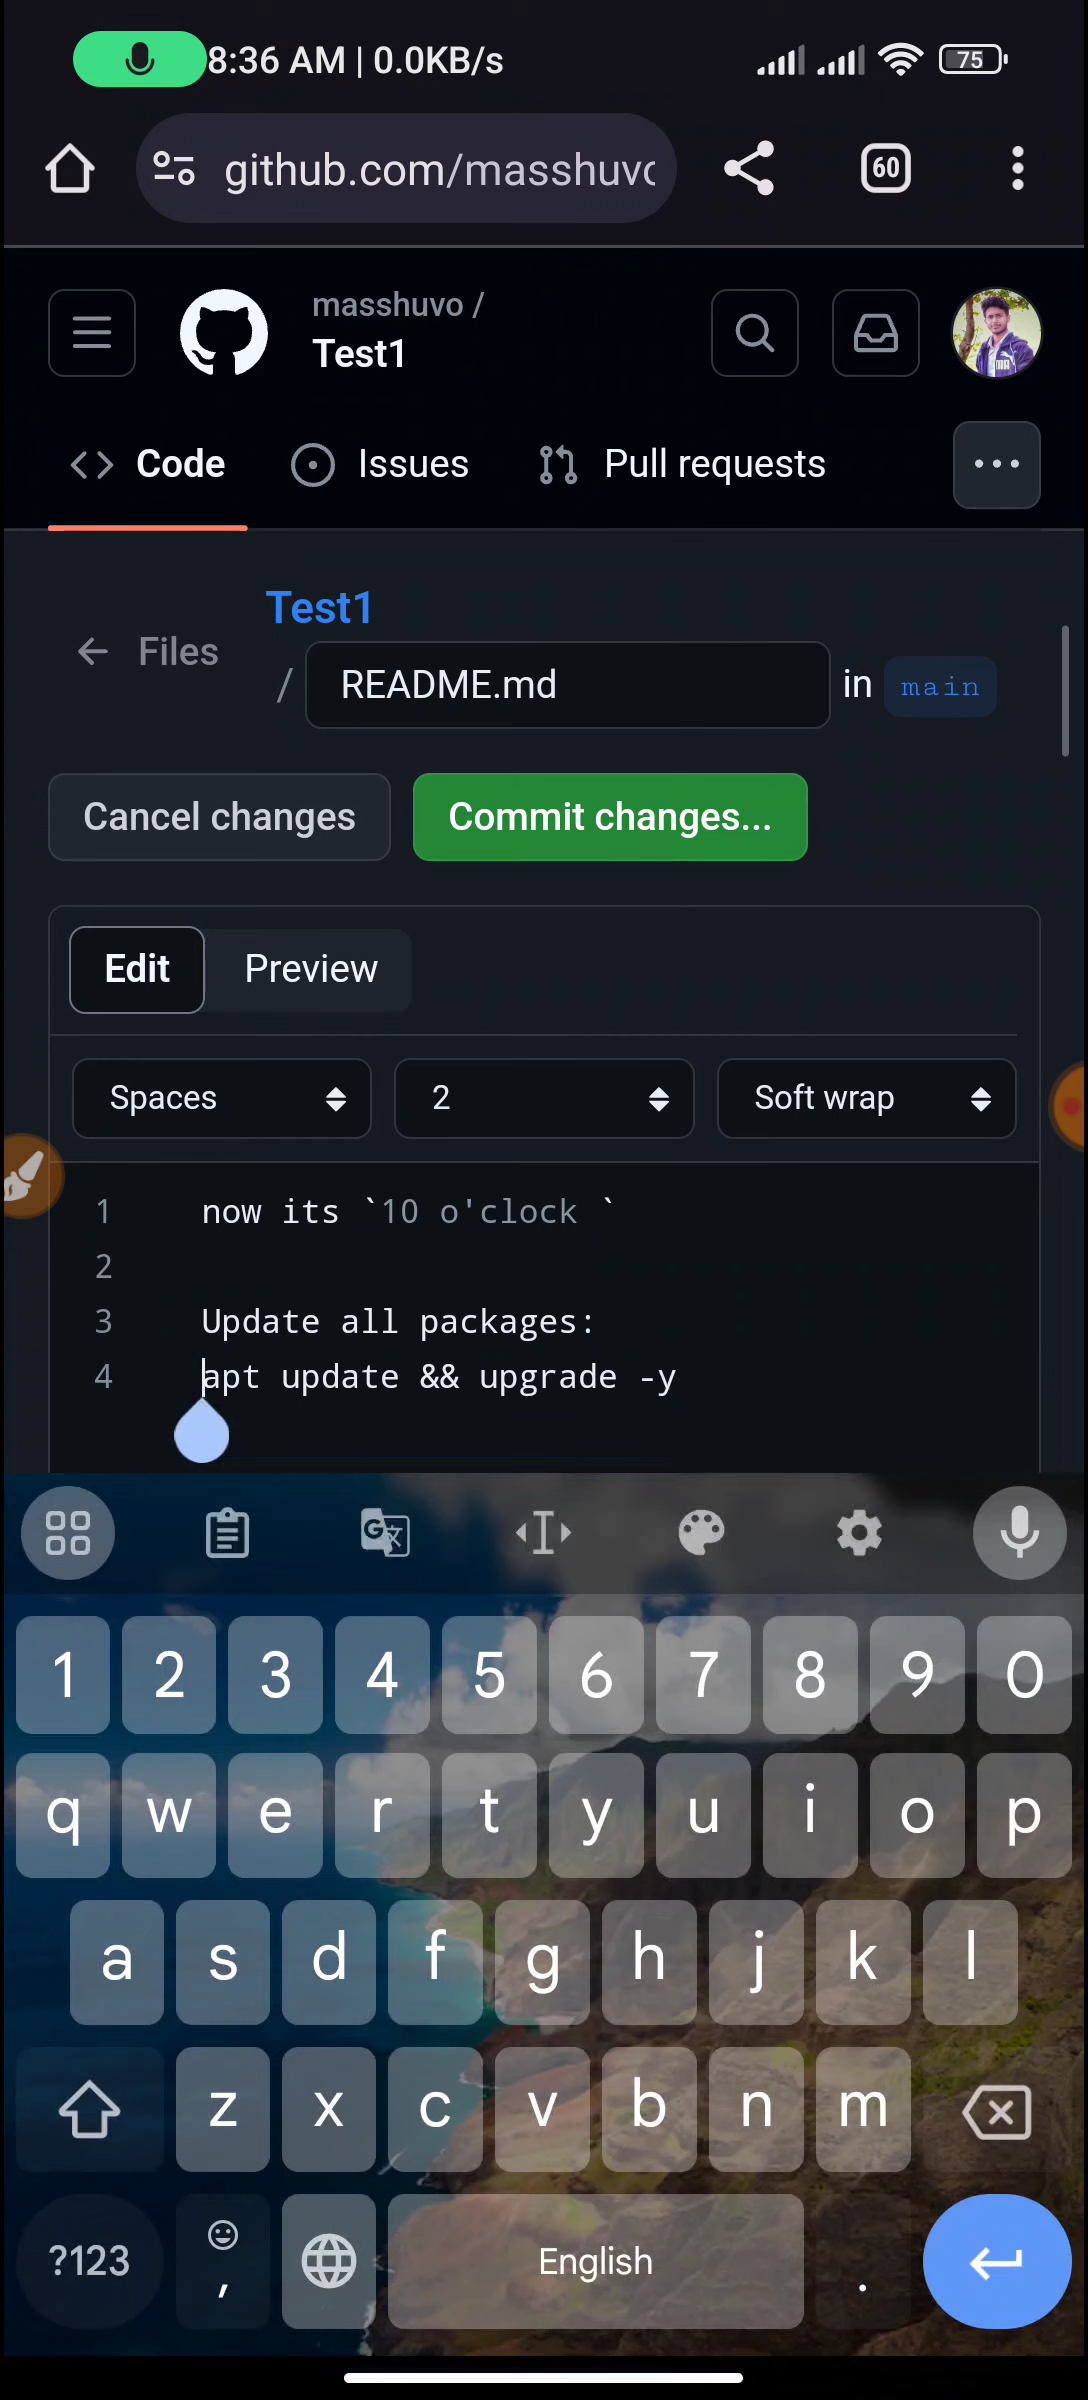 8:36 AM | 0.0KB/s 75
github.com/masshuvo 60
masshuvo /
Test1
Code Issues Pull requests
Test1
Files / README.md in main
Cancel changes Commit changes...
Edit Preview
Spaces 2 Soft wrap
1 now its `10 o'clock `
2
3 Update all packages:
4 apt update && upgrade -y
1 2 3 4 5 6 7 8 9 0
q w e r t y u i o p
a s d f g h j k l
z x c v b n m
?123 , English .